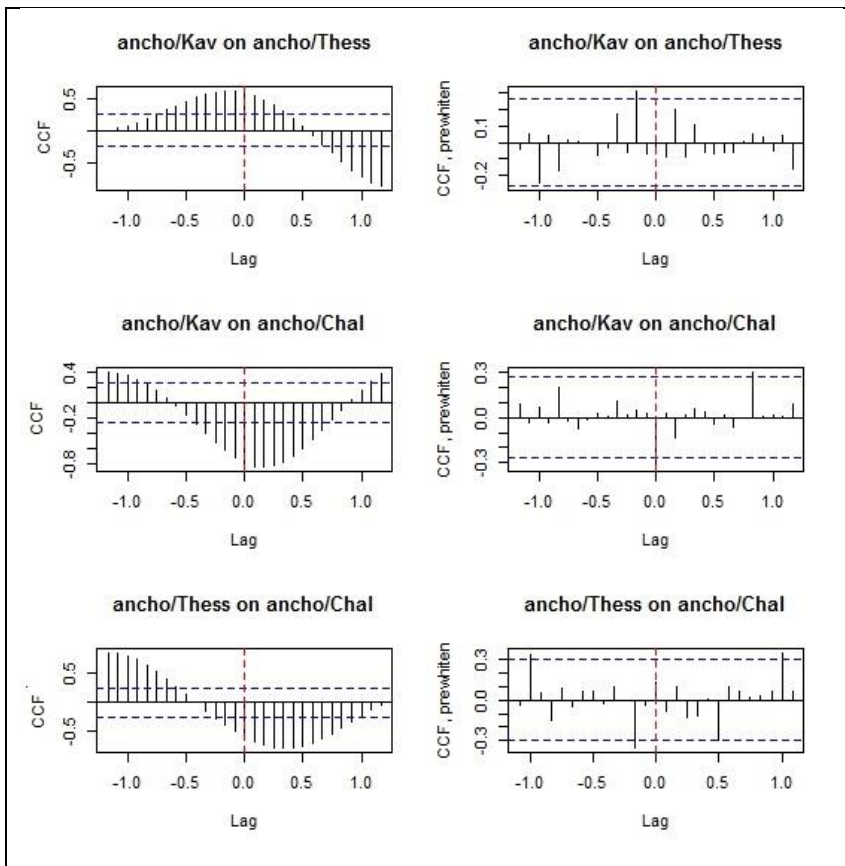 ancho/Kav on ancho/Thess
CCF
0.5
-0.5
-1.0 -0.5 0.0 0.5 1.0
Lag
ancho/Kav on ancho/Thess
CCF, prewhiten
0.1
-0.2
-1.0 -0.5 0.0 0.5 1.0
Lag
ancho/Kav on ancho/Chal
CCF
0.4
-0.2
-0.8
-1.0 -0.5 0.0 0.5 1.0
Lag
ancho/Kav on ancho/Chal
CCF, prewhiten
0.3
0.0
-0.3
-1.0 -0.5 0.0 0.5 1.0
Lag
ancho/Thess on ancho/Chal
CCF
0.5
-0.5
-1.0 -0.5 0.0 0.5 1.0
Lag
ancho/Thess on ancho/Chal
CCF, prewhiten
0.3
0.0
-0.3
-1.0 -0.5 0.0 0.5 1.0
Lag